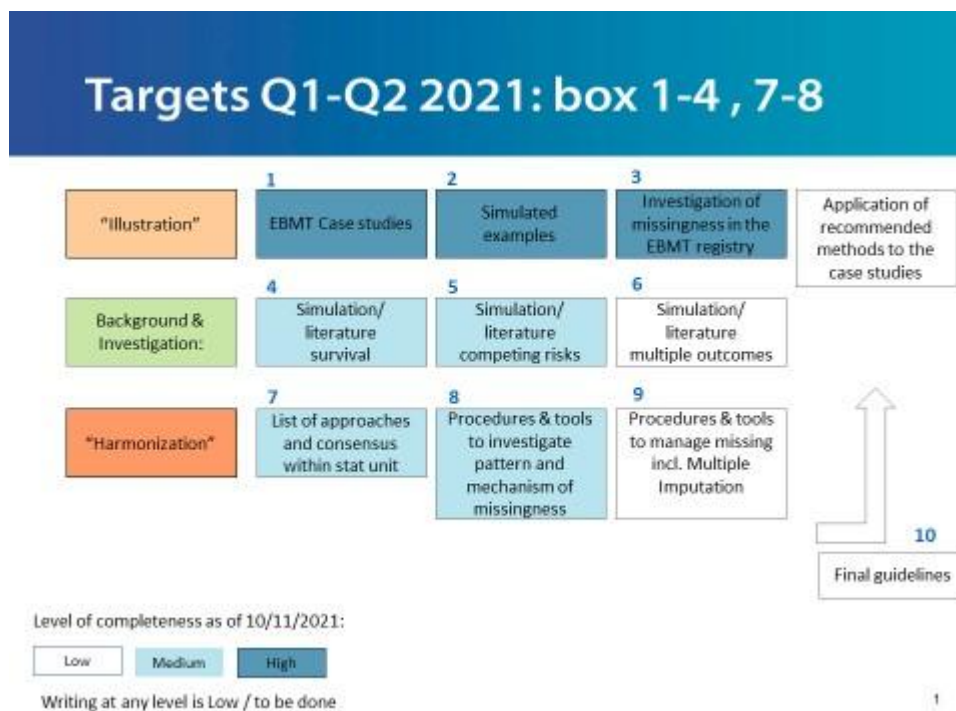 Targets Q1-Q2 2021: box 1-4 , 7-8
1
2
3
"Illustration"
EBMT Case studies
Simulated
examples
Investigation of
missingness in the
EBMT registry
Application of
recommended
methods to the
case studies
4
5
6
Background &
Investigation:
Simulation/
literature
survival
Simulation/
literature
competing risks
Simulation/
literature
multiple outcomes
7
8
9
"Harmonization"
List of approaches
and consensus
within stat unit
Procedures & tools
to investigate
pattern and
mechanism of
missingness
Procedures & tools
to manage missing
incl. Multiple
Imputation
10
Final guidelines
Level of completeness as of 10/11/2021:
Low
Medium
High
Writing at any level is Low / to be done
1